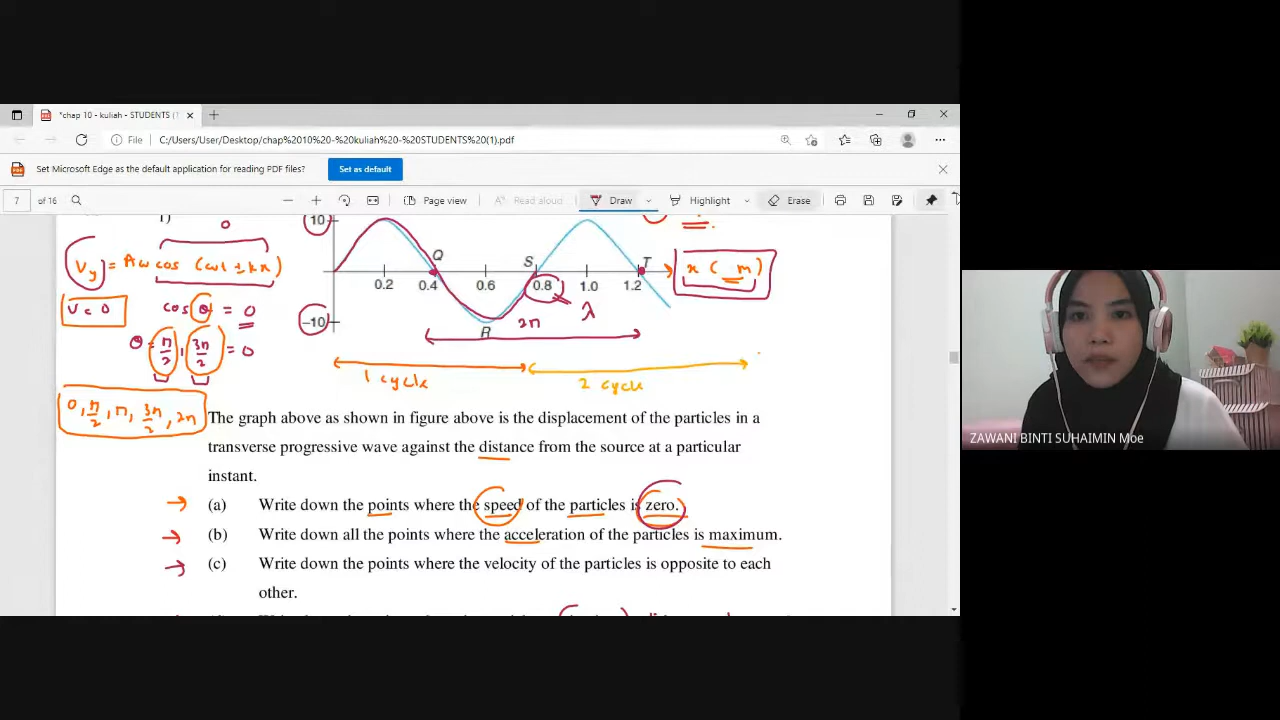 *chap 10 - kuliah - STUDENTS (1
File C:/Users/User/Desktop/chap%2010%20-%20kuliah%20-%20STUDENTS%20(1).pdf
Set Microsoft Edge as the default application for reading PDF files? Set as default
7 of 16 Page view Read aloud Draw Highlight Erase
0 10
Q S T x ( m)
Vy = Aw cos (wt ± kx)
0.2 0.4 0.6 0.8 1.0 1.2
V = 0 cos θ = 0 λ
-10 R 2π
θ = π/2, 3π/2 = 0
1 cycle 2 cycle
0, π/2, π, 3π/2, 2π
The graph above as shown in figure above is the displacement of the particles in a
transverse progressive wave against the distance from the source at a particular
instant.
(a) Write down the points where the speed of the particles is zero.
(b) Write down all the points where the acceleration of the particles is maximum.
(c) Write down the points where the velocity of the particles is opposite to each
other.
ZAWANI BINTI SUHAIMIN Moe